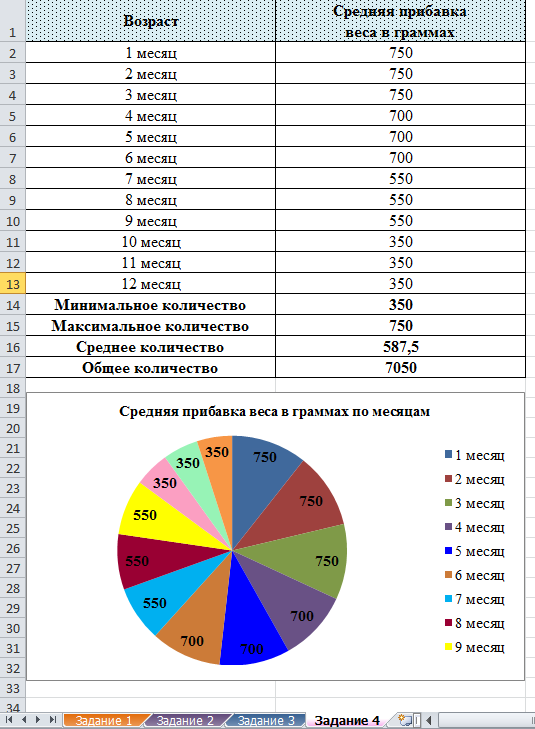 1 Возраст Средняя прибавка
веса в граммах
2 1 месяц 750
3 2 месяц 750
4 3 месяц 750
5 4 месяц 700
6 5 месяц 700
7 6 месяц 700
8 7 месяц 550
9 8 месяц 550
10 9 месяц 550
11 10 месяц 350
12 11 месяц 350
13 12 месяц 350
14 Минимальное количество 350
15 Максимальное количество 750
16 Среднее количество 587,5
17 Общее количество 7050
18
19
20
21
22
23
24
25
26
27
28
29
30
31
32
33
34
Средняя прибавка веса в граммах по месяцам
750
750
750
700
700
700
550
550
550
350
350
350
1 месяц
2 месяц
3 месяц
4 месяц
5 месяц
6 месяц
7 месяц
8 месяц
9 месяц
Задание 1 Задание 2 Задание 3 Задание 4